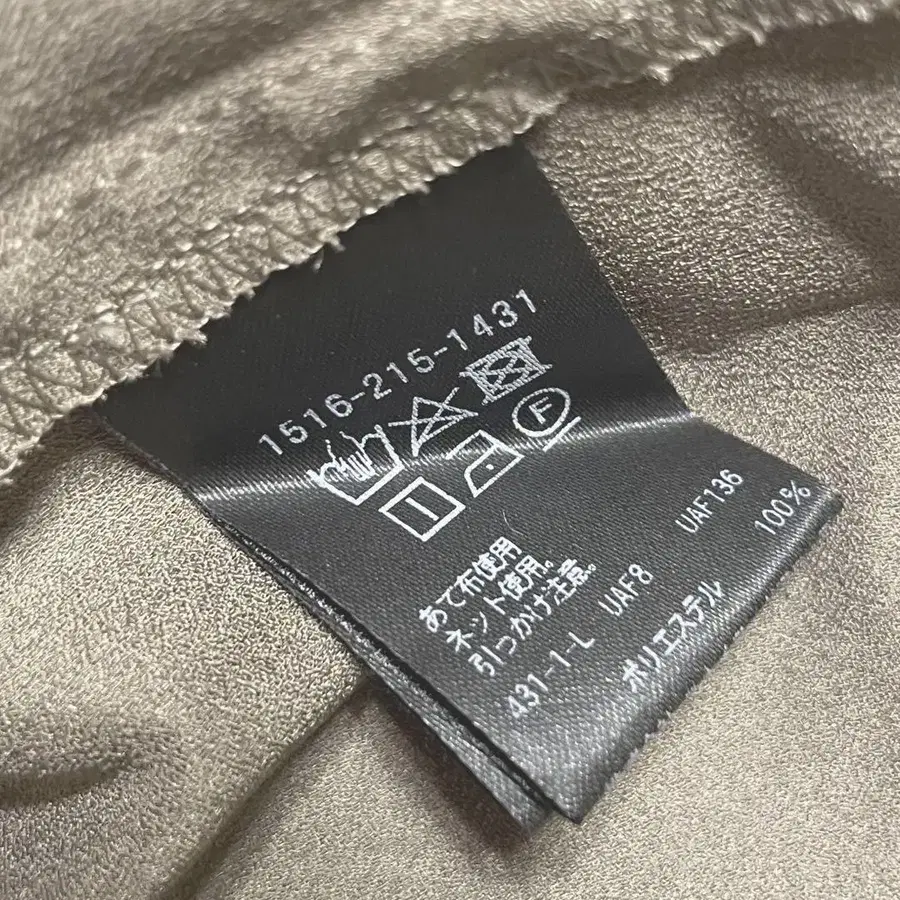 1516-215-1431
F
あて布使用
ネット使用。
引っかけ注意。
431-1-L UAF8 UAF136
ポリエステル 100%